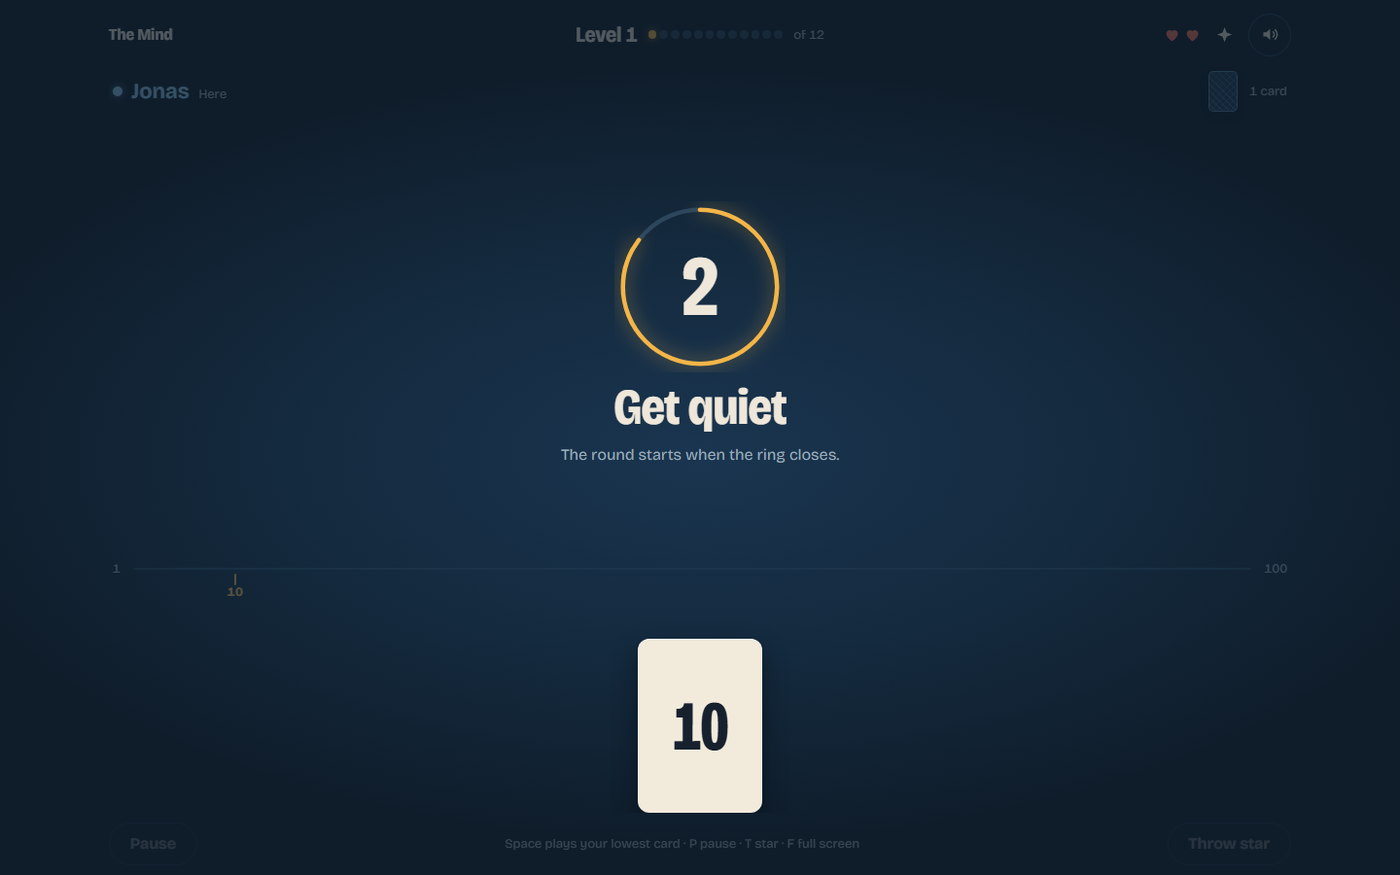 The Mind
Level 1 of 12
Jonas Here
1 card
2
Get quiet
The round starts when the ring closes.
1 100
10
10
Pause
Space plays your lowest card · P pause · T star · F full screen
Throw star